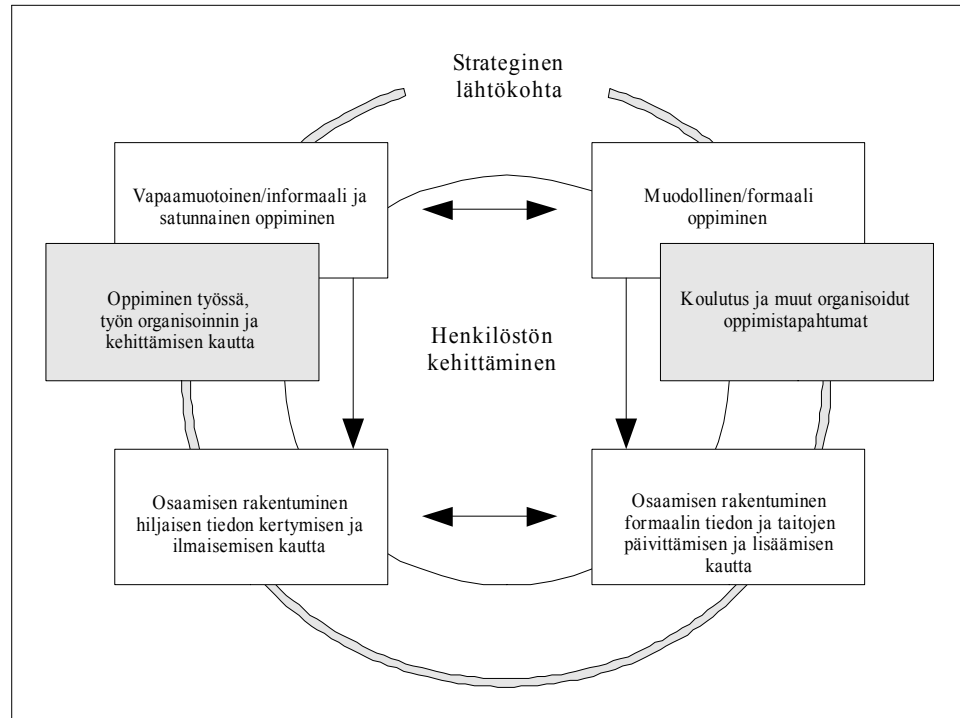 Strateginen
lähtökohta
Vapaamuotoinen/informaali ja
satunnainen oppiminen
Muodollinen/formaali
oppiminen
Oppiminen työssä,
työn organisoinnin ja
kehittämisen kautta
Koulutus ja muut organisoidut
oppimistapahtumat
Henkilöstön
kehittäminen
Osaamisen rakentuminen
hiljaisen tiedon kertymisen ja
ilmaisemisen kautta
Osaamisen rakentuminen
formaalin tiedon ja taitojen
päivittämisen ja lisäämisen
kautta